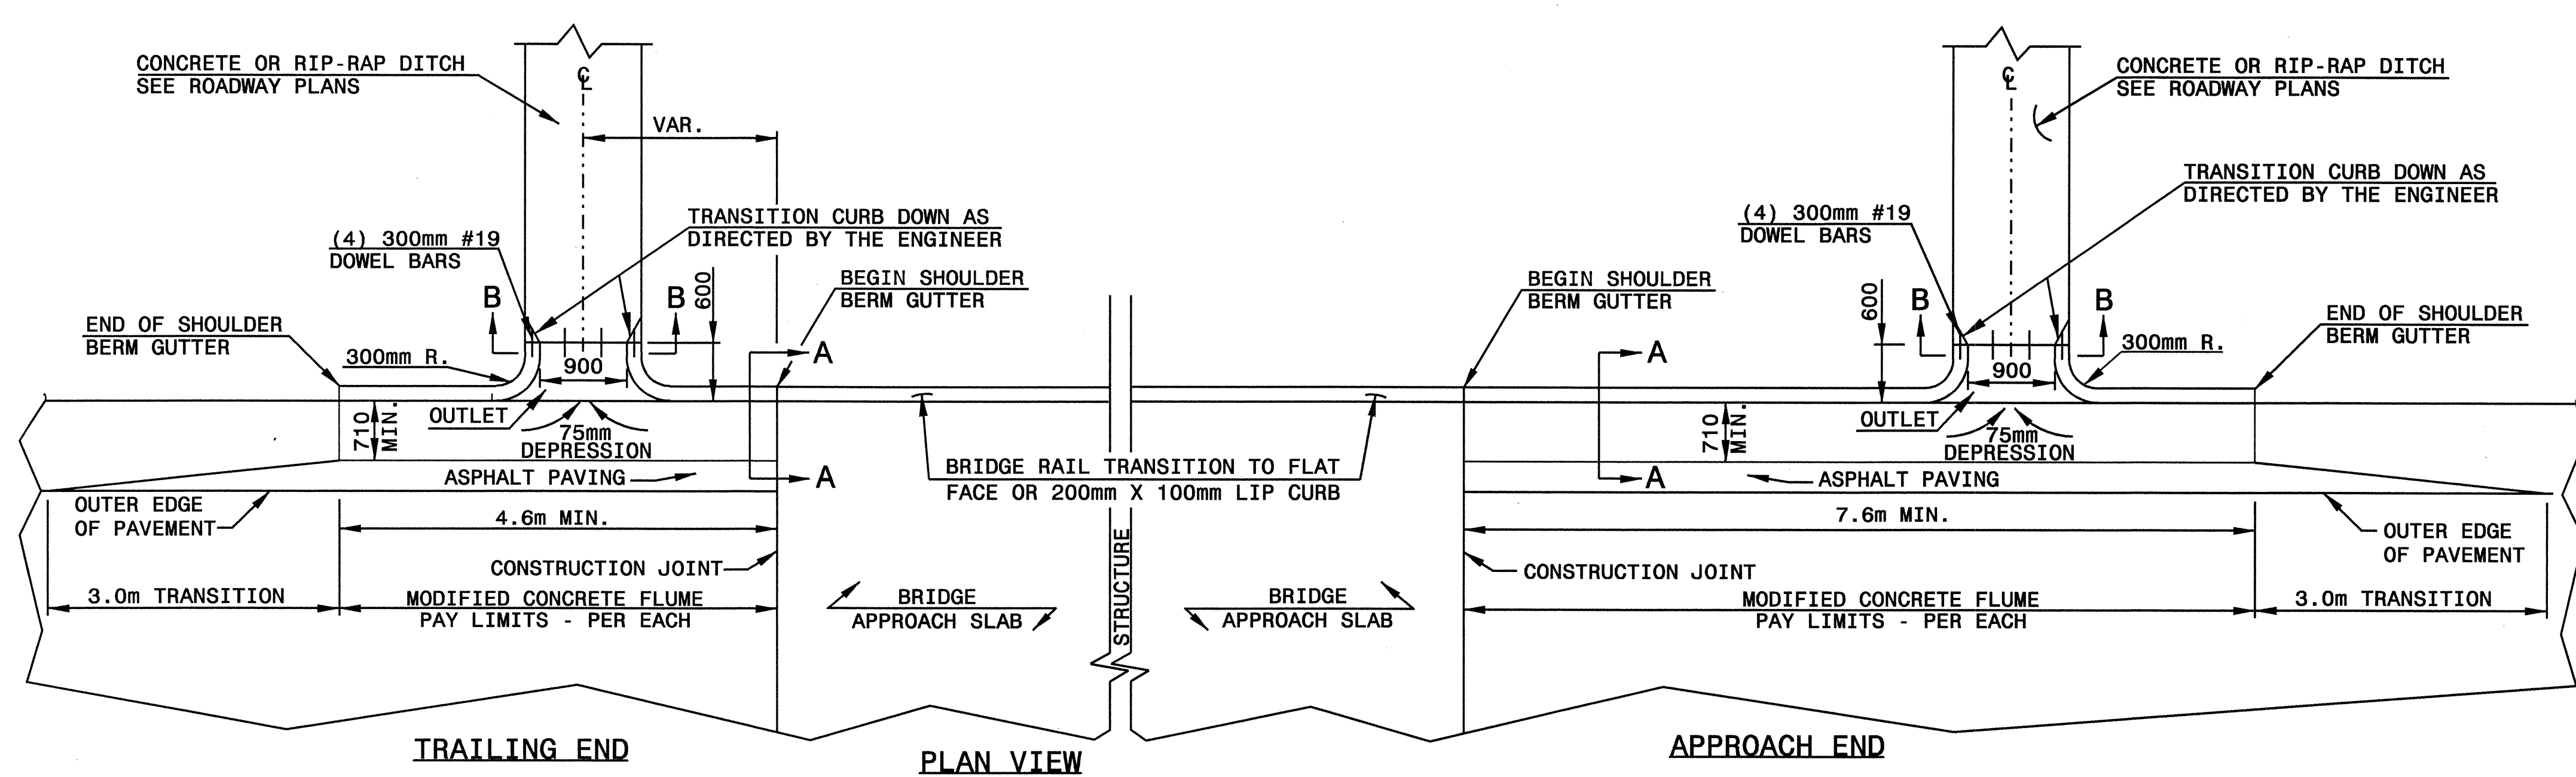 CONCRETE OR RIP-RAP DITCH
SEE ROADWAY PLANS
℄
VAR.
TRANSITION CURB DOWN AS
DIRECTED BY THE ENGINEER
(4) 300mm #19
DOWEL BARS
B
B
600
BEGIN SHOULDER
BERM GUTTER
END OF SHOULDER
BERM GUTTER
300mm R.
900
A
OUTLET
710
MIN.
75mm
DEPRESSION
ASPHALT PAVING
A
OUTER EDGE
OF PAVEMENT
4.6m MIN.
CONSTRUCTION JOINT
3.0m TRANSITION
MODIFIED CONCRETE FLUME
PAY LIMITS - PER EACH
BRIDGE
APPROACH SLAB
BRIDGE RAIL TRANSITION TO FLAT
FACE OR 200mm X 100mm LIP CURB
STRUCTURE
BRIDGE
APPROACH SLAB
℄
CONCRETE OR RIP-RAP DITCH
SEE ROADWAY PLANS
TRANSITION CURB DOWN AS
DIRECTED BY THE ENGINEER
(4) 300mm #19
DOWEL BARS
BEGIN SHOULDER
BERM GUTTER
600
B
B
END OF SHOULDER
BERM GUTTER
300mm R.
A
900
OUTLET
710
MIN.
75mm
DEPRESSION
A
ASPHALT PAVING
7.6m MIN.
OUTER EDGE
OF PAVEMENT
CONSTRUCTION JOINT
MODIFIED CONCRETE FLUME
PAY LIMITS - PER EACH
3.0m TRANSITION
TRAILING END
PLAN VIEW
APPROACH END